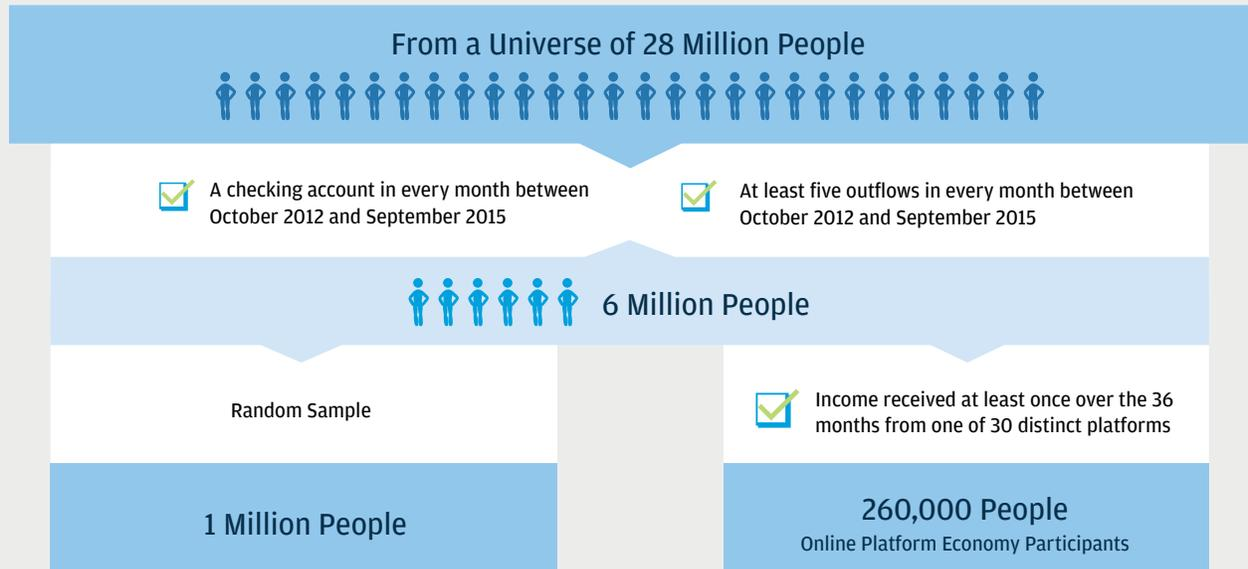 From a Universe of 28 Million People
A checking account in every month between
October 2012 and September 2015
At least five outflows in every month between
October 2012 and September 2015
6 Million People
Random Sample
Income received at least once over the 36
months from one of 30 distinct platforms
1 Million People
260,000 People
Online Platform Economy Participants